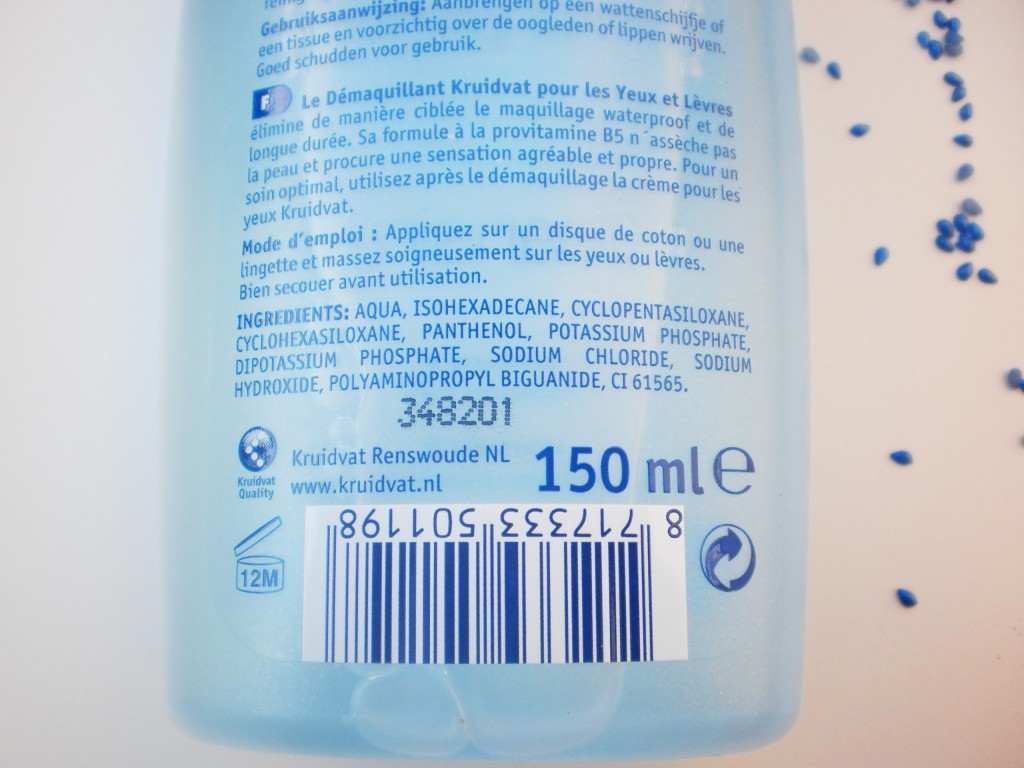 Gebruiksaanwijzing: Aanbrengen op een wattenschijfje of
een tissue en voorzichtig over de oogleden of lippen wrijven.
Goed schudden voor gebruik.
F Le Démaquillant Kruidvat pour les Yeux et Lèvres
élimine de manière ciblée le maquillage waterproof et de
longue durée. Sa formule à la provitamine B5 n´assèche pas
la peau et procure une sensation agréable et propre. Pour un
soin optimal, utilisez après le démaquillage la crème pour les
yeux Kruidvat.
Mode d'emploi : Appliquez sur un disque de coton ou une
lingette et massez soigneusement sur les yeux ou lèvres.
Bien secouer avant utilisation.
INGREDIENTS: AQUA, ISOHEXADECANE, CYCLOPENTASILOXANE,
CYCLOHEXASILOXANE, PANTHENOL, POTASSIUM PHOSPHATE,
DIPOTASSIUM PHOSPHATE, SODIUM CHLORIDE, SODIUM
HYDROXIDE, POLYAMINOPROPYL BIGUANIDE, CI 61565.
348201
Kruidvat Quality
Kruidvat Renswoude NL
www.kruidvat.nl
150 ml e
12M
8 717333 501198